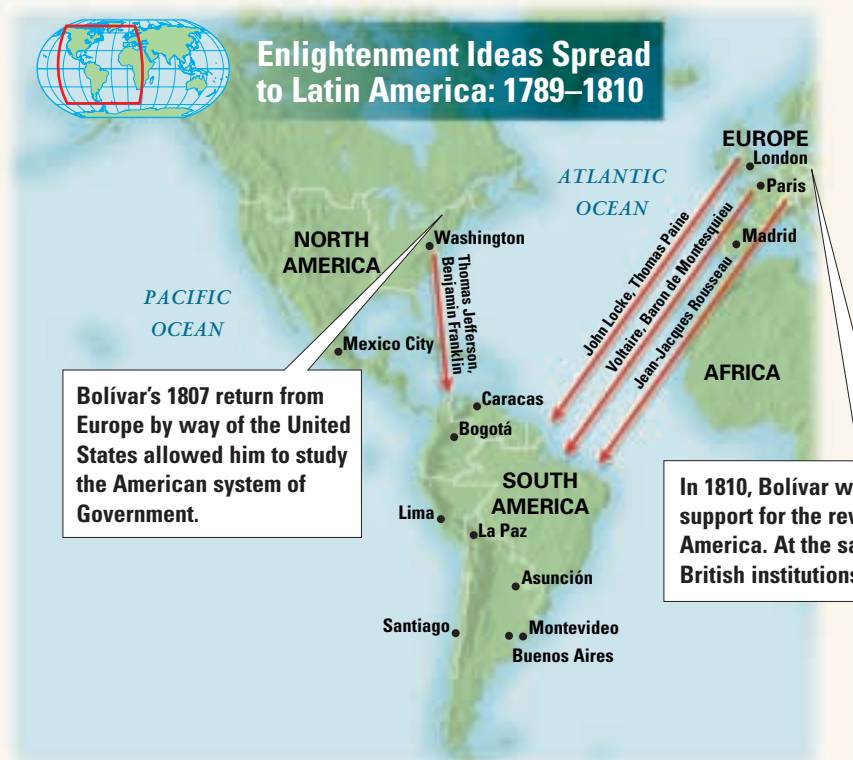 Enlightenment Ideas Spread
to Latin America: 1789–1810
EUROPE
London
Paris
Madrid
ATLANTIC
OCEAN
NORTH
AMERICA
Washington
Thomas Jefferson,
Benjamin Franklin
John Locke, Thomas Paine
Voltaire, Baron de Montesquieu
Jean-Jacques Rousseau
PACIFIC
OCEAN
Mexico City
AFRICA
Bolívar's 1807 return from
Europe by way of the United
States allowed him to study
the American system of
Government.
Caracas
Bogotá
SOUTH
AMERICA
Lima
La Paz
In 1810, Bolívar w
support for the rev
America. At the sa
British institutions
Asunción
Santiago
Montevideo
Buenos Aires